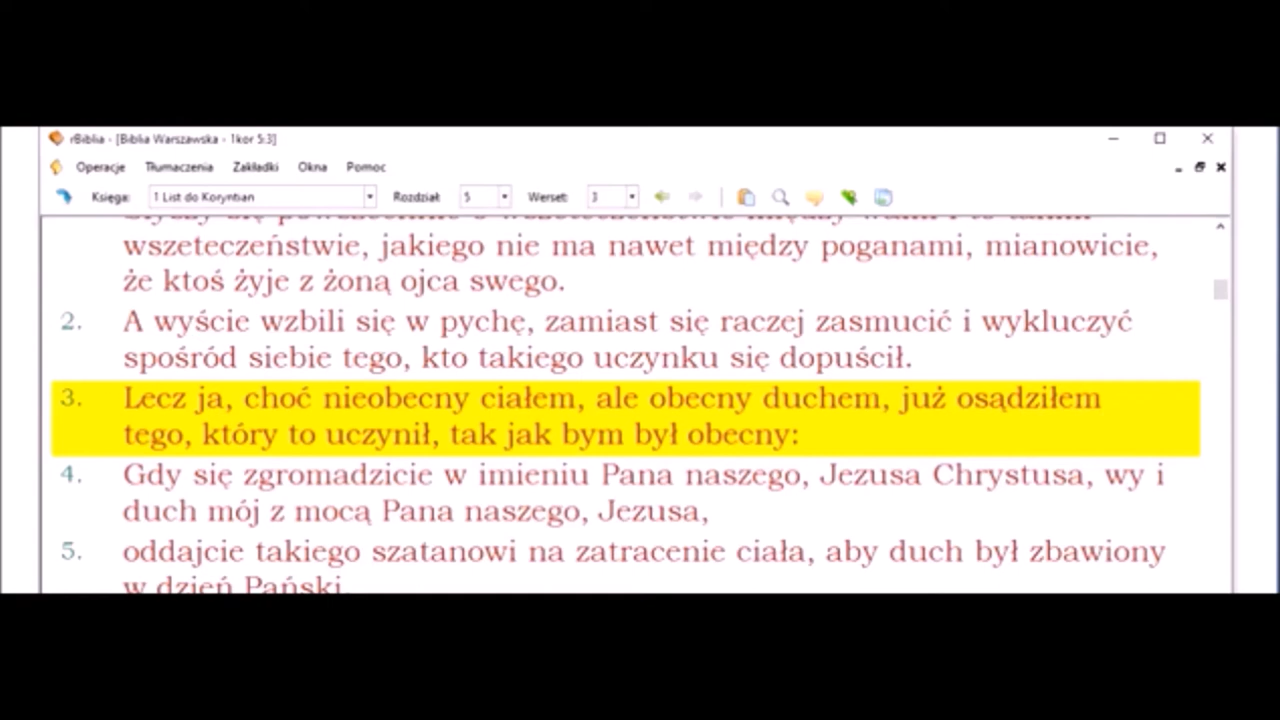 rBiblia - [Biblia Warszawska - 1kor 5:3]
Operacje Tłumaczenia Zakładki Okna Pomoc
Księga: 1 List do Koryntian Rozdział: 5 Werset: 3
wszeteczeństwie, jakiego nie ma nawet między poganami, mianowicie,
że ktoś żyje z żoną ojca swego.
2. A wyście wzbili się w pychę, zamiast się raczej zasmucić i wykluczyć
spośród siebie tego, kto takiego uczynku się dopuścił.
3. Lecz ja, choć nieobecny ciałem, ale obecny duchem, już osądziłem
tego, który to uczynił, tak jak bym był obecny:
4. Gdy się zgromadzicie w imieniu Pana naszego, Jezusa Chrystusa, wy i
duch mój z mocą Pana naszego, Jezusa,
5. oddajcie takiego szatanowi na zatracenie ciała, aby duch był zbawiony
w dzień Pański.